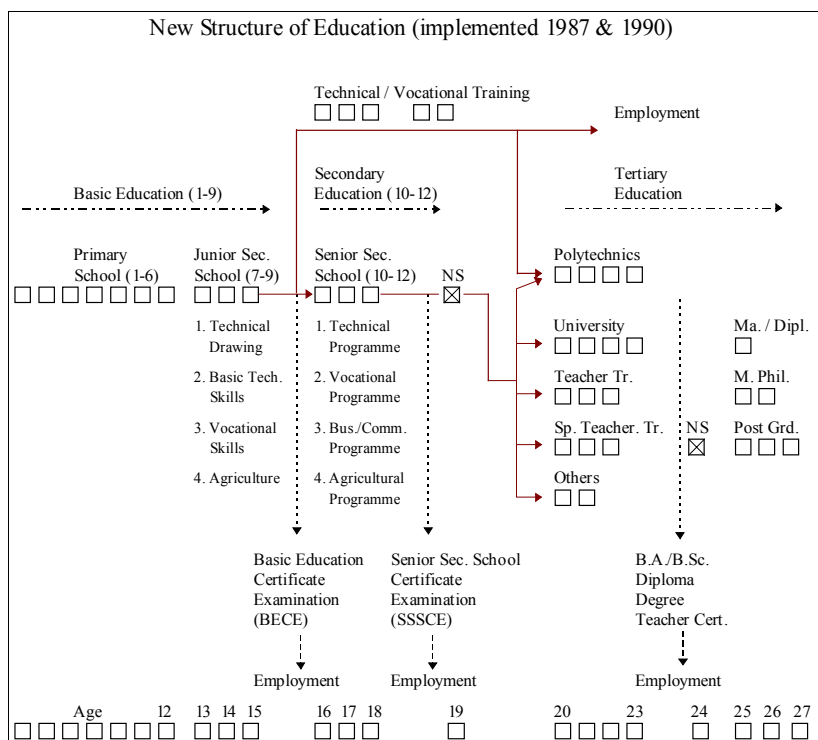 New Structure of Education (implemented 1987 & 1990)
Technical / Vocational Training
Employment
Basic Education (1-9)
Secondary
Education (10-12)
Tertiary
Education
Primary
School (1-6)
Junior Sec.
School (7-9)
Senior Sec.
School (10-12)
NS
Polytechnics
1. Technical
Drawing
2. Basic Tech.
Skills
3. Vocational
Skills
4. Agriculture
1. Technical
Programme
2. Vocational
Programme
3. Bus./Comm.
Programme
4. Agricultural
Programme
University
Teacher Tr.
Sp. Teacher. Tr.
Others
NS
Ma. / Dipl.
M. Phil.
Post Grd.
Basic Education
Certificate
Examination
(BECE)
Senior Sec. School
Certificate
Examination
(SSSCE)
B.A./B.Sc.
Diploma
Degree
Teacher Cert.
Employment
Employment
Employment
Age 12 13 14 15 16 17 18 19 20 23 24 25 26 27